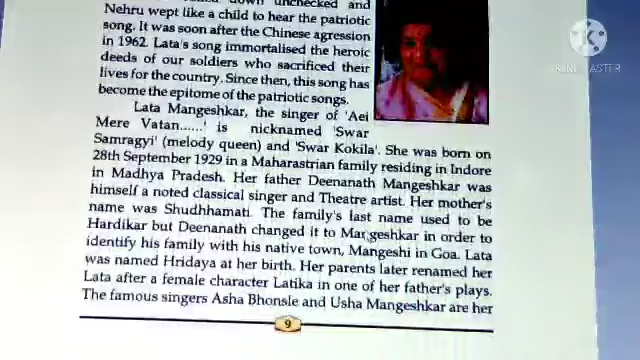 down unchecked and
Nehru wept like a child to hear the patriotic
song. It was soon after the Chinese agression
in 1962. Lata's song immortalised the heroic
deeds of our soldiers who sacrificed their
lives for the country. Since then, this song has
become the epitome of the patriotic songs.
Lata Mangeshkar, the singer of 'Aei
Mere Vatan......' is nicknamed 'Swar
Samragyi' (melody queen) and 'Swar Kokila'. She was born on
28th September 1929 in a Maharastrian family residing in Indore
in Madhya Pradesh. Her father Deenanath Mangeshkar was
himself a noted classical singer and Theatre artist. Her mother's
name was Shudhhamati. The family's last name used to be
Hardikar but Deenanath changed it to Mangeshkar in order to
identify his family with his native town, Mangeshi in Goa. Lata
was named Hridaya at her birth. Her parents later renamed her
Lata after a female character Latika in one of her father's plays.
The famous singers Asha Bhonsle and Usha Mangeshkar are her
9